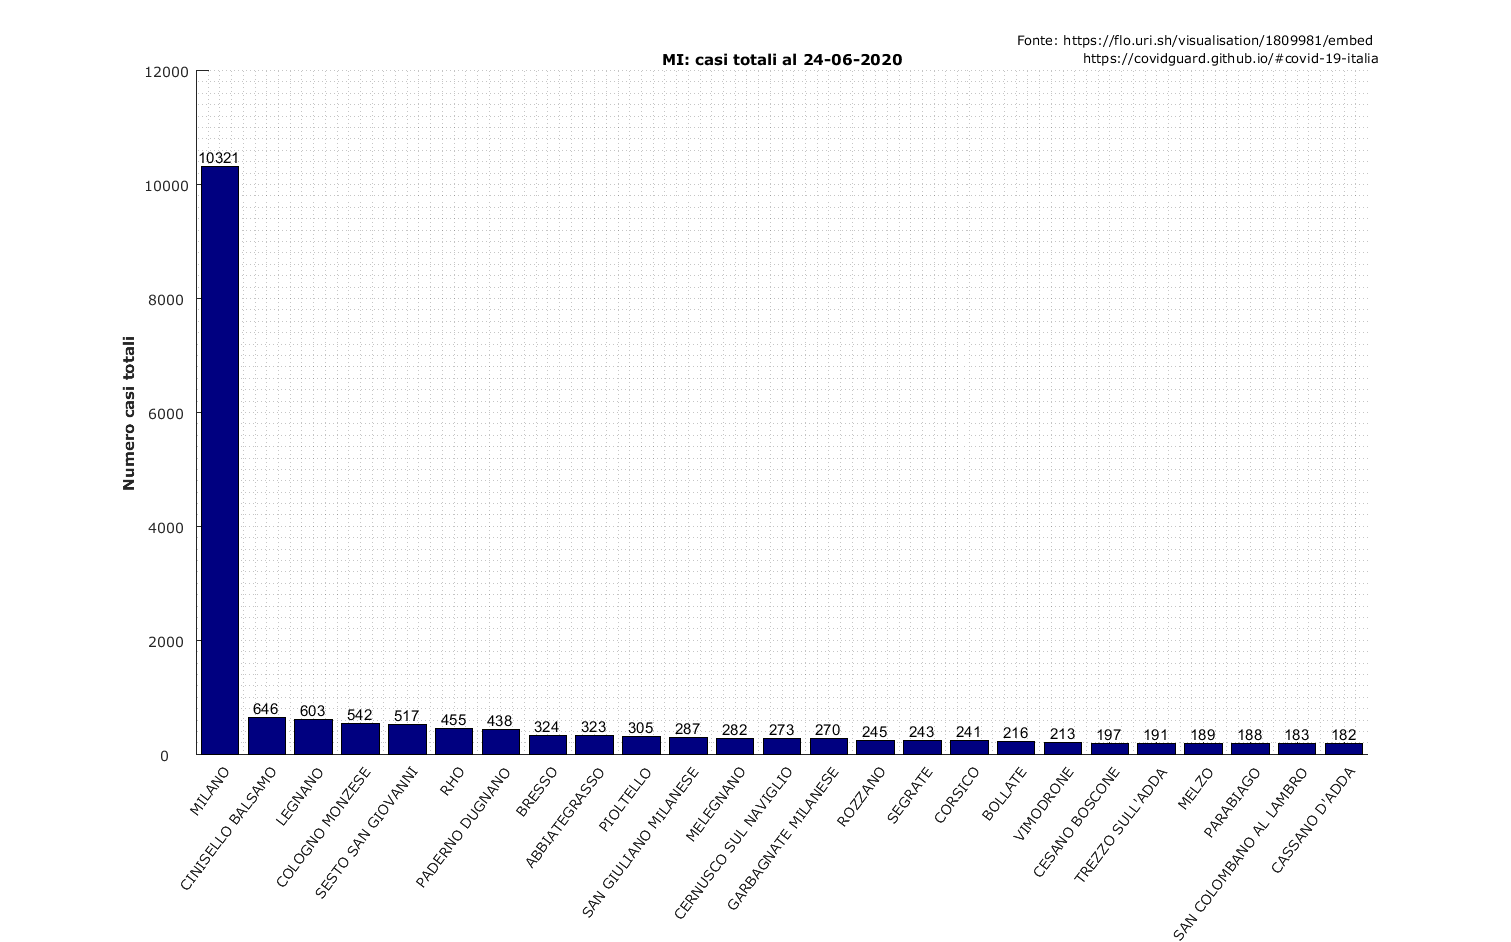 Fonte: https://flo.uri.sh/visualisation/1809981/embed
https://covidguard.github.io/#covid-19-italia
MI: casi totali al 24-06-2020
Numero casi totali
12000
10000
8000
6000
4000
2000
0
10321
646
603
542
517
455
438
324
323
305
287
282
273
270
245
243
241
216
213
197
191
189
188
183
182
MILANO
CINISELLO BALSAMO
LEGNANO
COLOGNO MONZESE
SESTO SAN GIOVANNI
RHO
PADERNO DUGNANO
BRESSO
ABBIATEGRASSO
PIOLTELLO
SAN GIULIANO MILANESE
MELEGNANO
CERNUSCO SUL NAVIGLIO
GARBAGNATE MILANESE
ROZZANO
SEGRATE
CORSICO
BOLLATE
VIMODRONE
CESANO BOSCONE
TREZZO SULL'ADDA
MELZO
PARABIAGO
SAN COLOMBANO AL LAMBRO
CASSANO D'ADDA